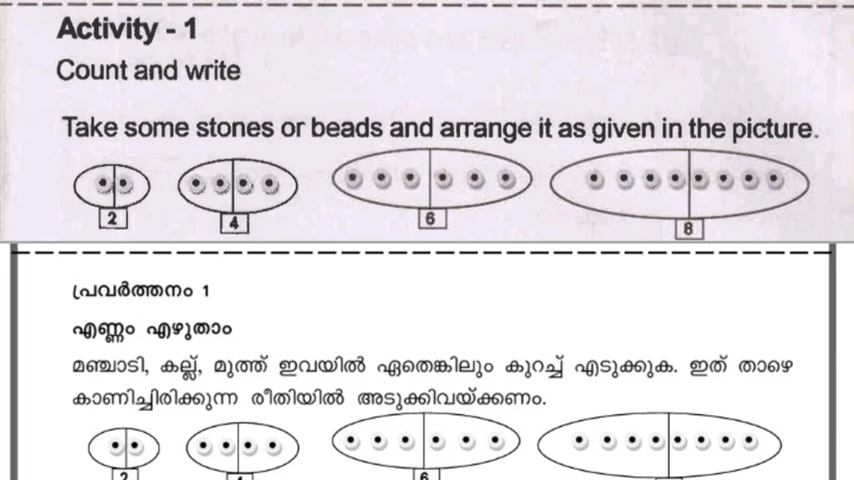 Activity - 1
Count and write
Take some stones or beads and arrange it as given in the picture.
2 4 6 8
പ്രവർത്തനം 1
എണ്ണം എഴുതാം
മഞ്ചാടി, കല്ല്, മുത്ത് ഇവയിൽ ഏതെങ്കിലും കുറച്ച് എടുക്കുക. ഇത് താഴെ
കാണിച്ചിരിക്കുന്ന രീതിയിൽ അടുക്കിവയ്ക്കണം.
2 4 6